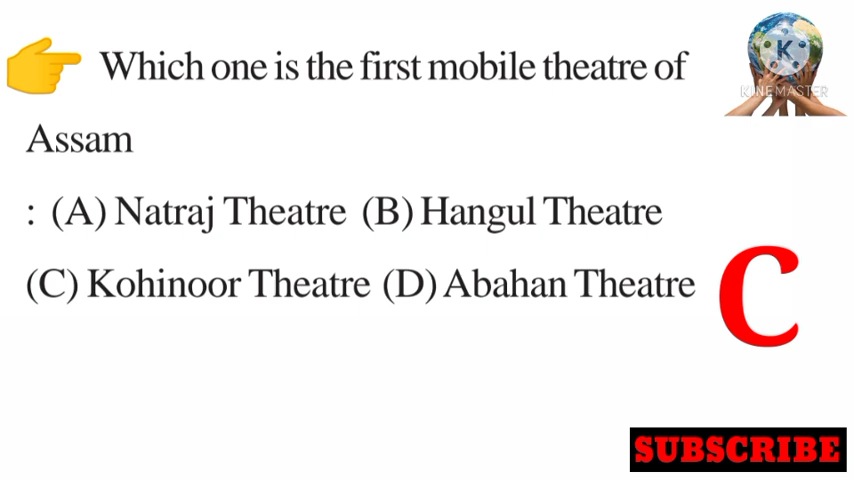 Which one is the first mobile theatre of
Assam
: (A) Natraj Theatre (B) Hangul Theatre
(C) Kohinoor Theatre (D) Abahan Theatre
C
K
KINEMASTER
SUBSCRIBE